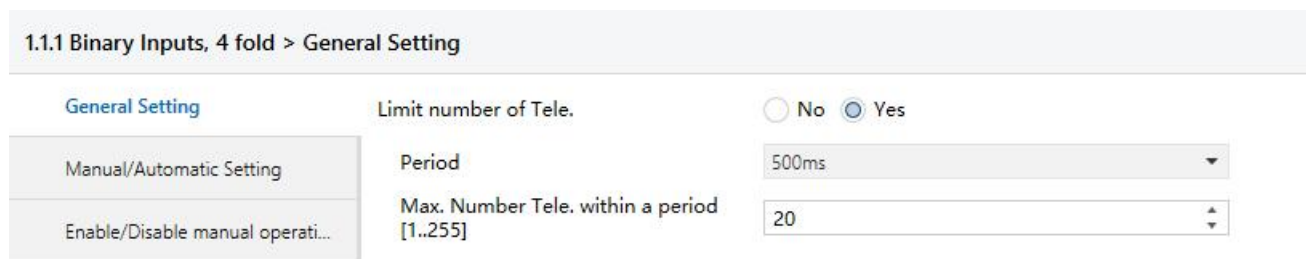 1.1.1 Binary Inputs, 4 fold > General Setting
General Setting
Limit number of Tele.
No Yes
Manual/Automatic Setting
Period
500ms
Enable/Disable manual operati...
Max. Number Tele. within a period
[1..255]
20